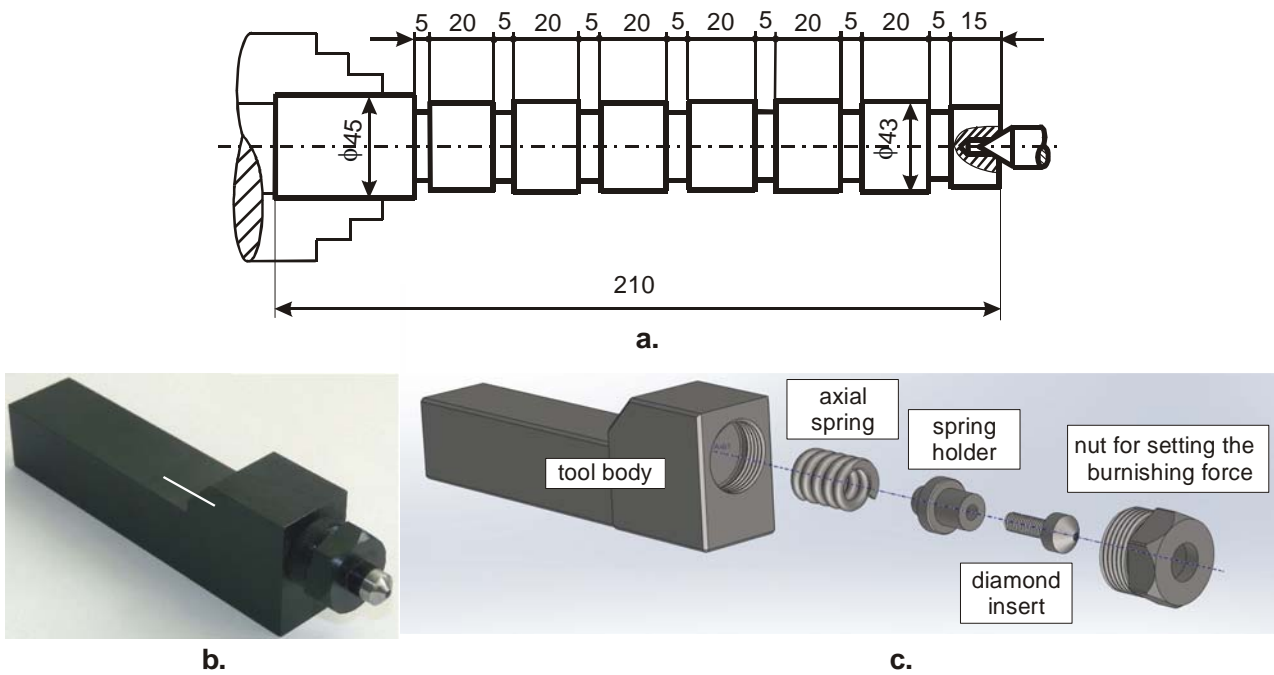 5 20 5 20 5 20 5 20 5 20 5 20 5 15
ϕ45
ϕ43
210
a.
axial
spring
spring
holder
nut for setting the
burnishing force
tool body
diamond
insert
b.
c.